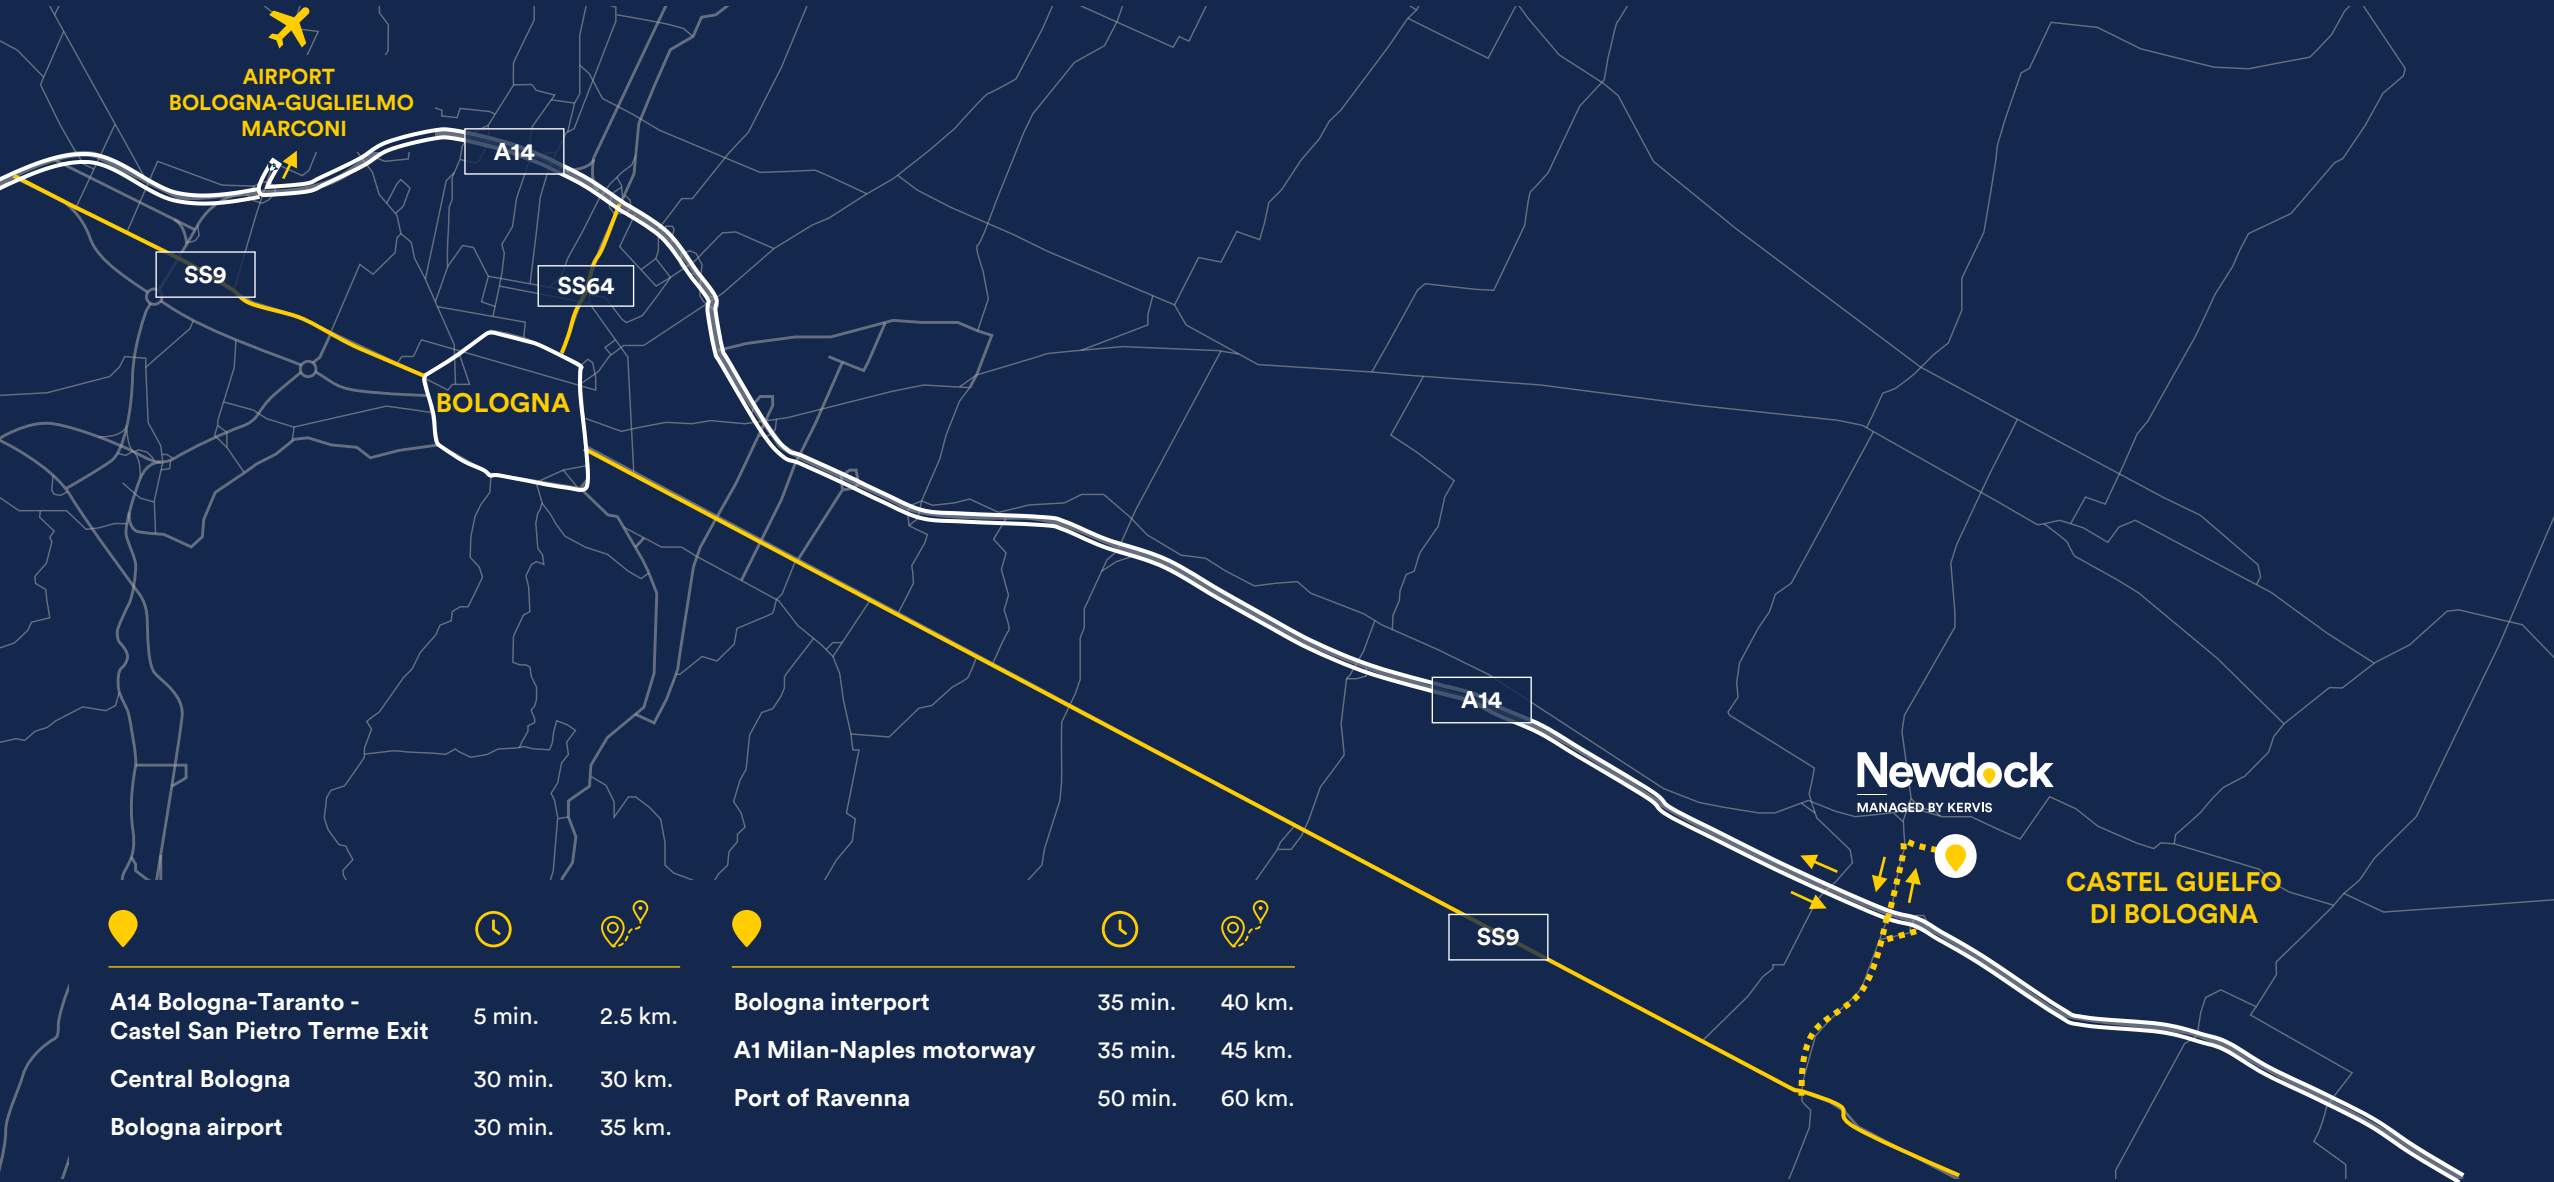 AIRPORT
BOLOGNA-GUGLIELMO
MARCONI
A14
SS9
SS64
BOLOGNA
A14
Newdock
MANAGED BY KERVIS
CASTEL GUELFO
DI BOLOGNA
SS9
A14 Bologna-Taranto -
Castel San Pietro Terme Exit
5 min.
2.5 km.
Central Bologna
30 min.
30 km.
Bologna airport
30 min.
35 km.
Bologna interport
35 min.
40 km.
A1 Milan-Naples motorway
35 min.
45 km.
Port of Ravenna
50 min.
60 km.